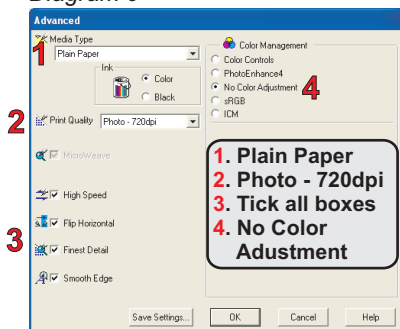 Advanced
Media Type
Plain Paper
Ink
Color
Black
Print Quality
Photo - 720dpi
MicroWeave
High Speed
Flip Horizontal
Finest Detail
Smooth Edge
Color Management
Color Controls
PhotoEnhance4
No Color Adjustment
sRGB
ICM
1
2
3
4
1. Plain Paper
2. Photo - 720dpi
3. Tick all boxes
4. No Color
Adustment
Save Settings...
OK
Cancel
Help